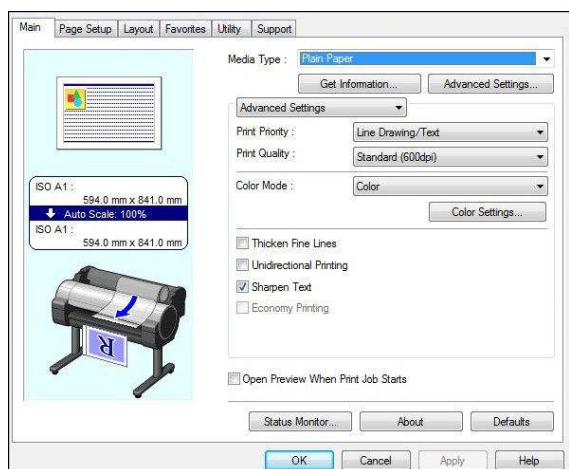 Main Page Setup Layout Favorites Utility Support
Media Type : Plain Paper
Get Information... Advanced Settings...
Advanced Settings
Print Priority : Line Drawing/Text
Print Quality : Standard (600dpi)
Color Mode : Color
Color Settings...
Thicken Fine Lines
Unidirectional Printing
Sharpen Text
Economy Printing
ISO A1 :
594.0 mm x 841.0 mm
Auto Scale: 100%
ISO A1 :
594.0 mm x 841.0 mm
R
Open Preview When Print Job Starts
Status Monitor... About Defaults
OK Cancel Apply Help